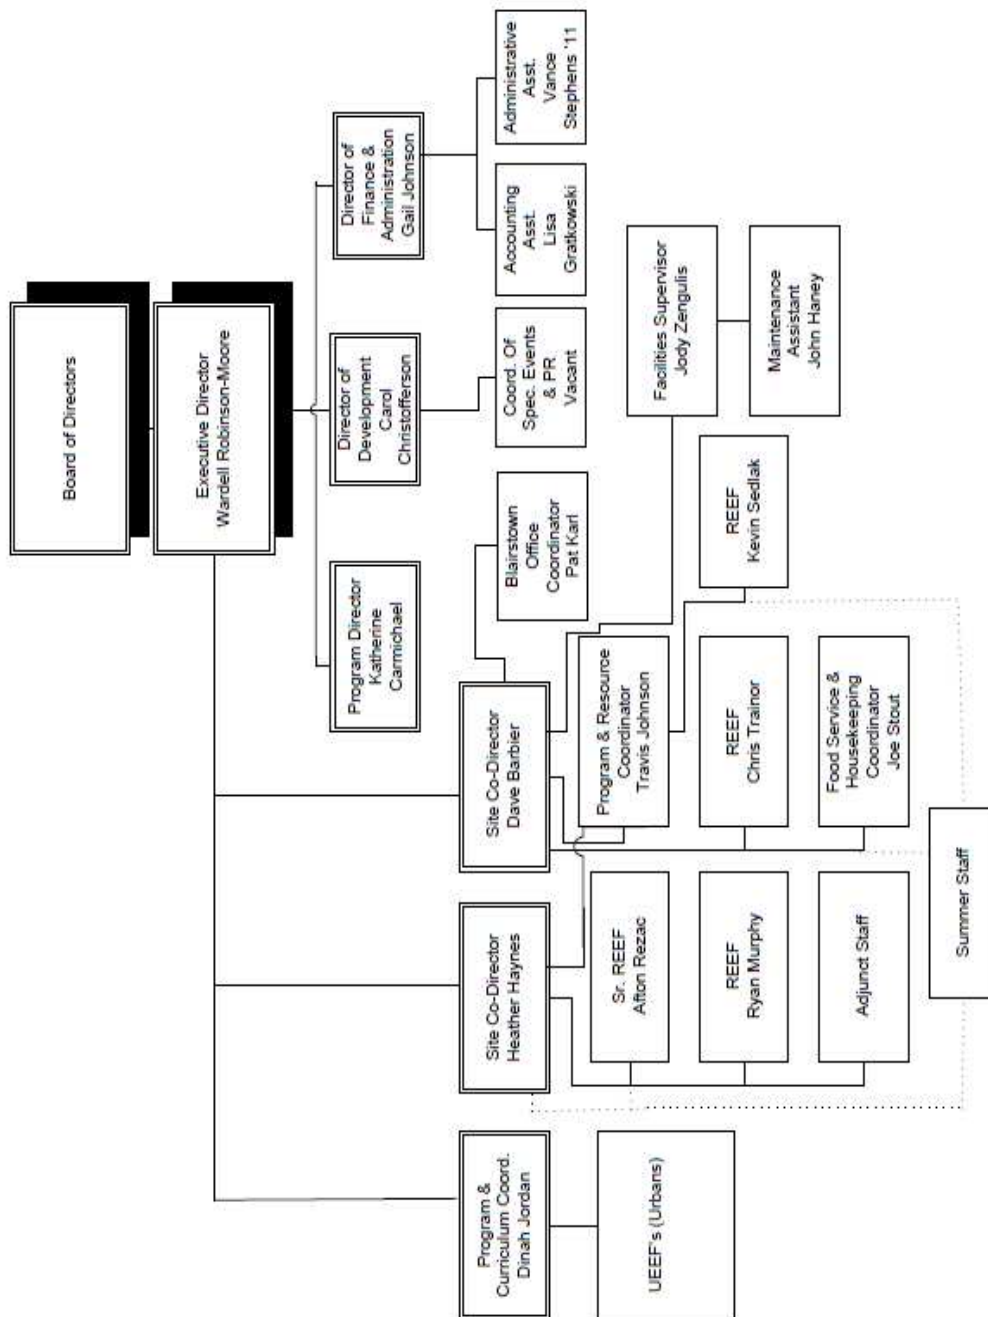 Board of Directors
Executive Director
Wardell Robinson-Moore
Program Director
Katherine
Carmichael
Director of
Development
Carol
Christofferson
Director of
Finance &
Administration
Gail Johnson
Program &
Curriculum Coord.
Dinah Jordan
Site Co-Director
Heather Haynes
Site Co-Director
Dave Barbier
Blairstown
Office
Coordinator
Pat Karl
Coord. Of
Spec. Events
& PR
Vacant
Accounting
Asst.
Lisa
Gratkowski
Administrative
Asst.
Vance
Stephens '11
UEEF's (Urbans)
Sr. REEF
Afton Rezac
Program & Resource
Coordinator
Travis Johnson
Facilities Supervisor
Jody Zengulis
REEF
Ryan Murphy
REEF
Chris Trainor
REEF
Kevin Sedlak
Maintenance
Assistant
John Haney
Adjunct Staff
Food Service &
Housekeeping
Coordinator
Joe Stout
Summer Staff